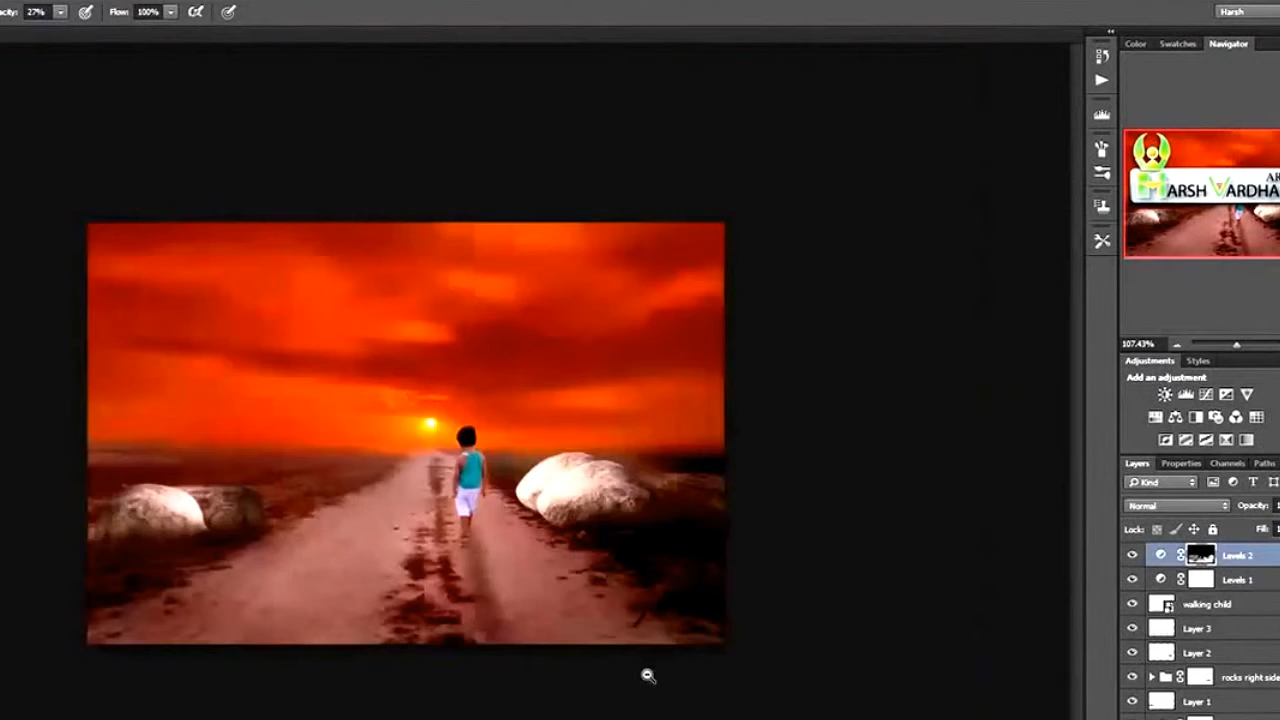 27% Flow: 100% Harsh
Color Swatches Navigator
ARSH VARDHA
107.43%
Adjustments Styles
Add an adjustment
Layers Properties Channels Paths
Kind
Normal Opacity:
Lock: Fill:
Levels 2
Levels 1
walking child
Layer 3
Layer 2
rocks right side
Layer 1